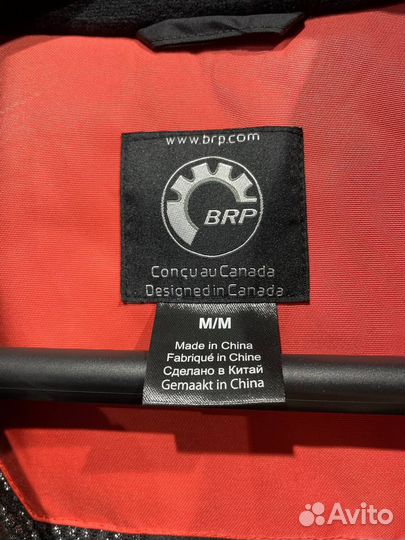 www.brp.com
BRP
Conçu au Canada
Designed in Canada
M/M
Made in China
Fabriqué in Chine
Сделано в Китай
Gemaakt in China
Avito